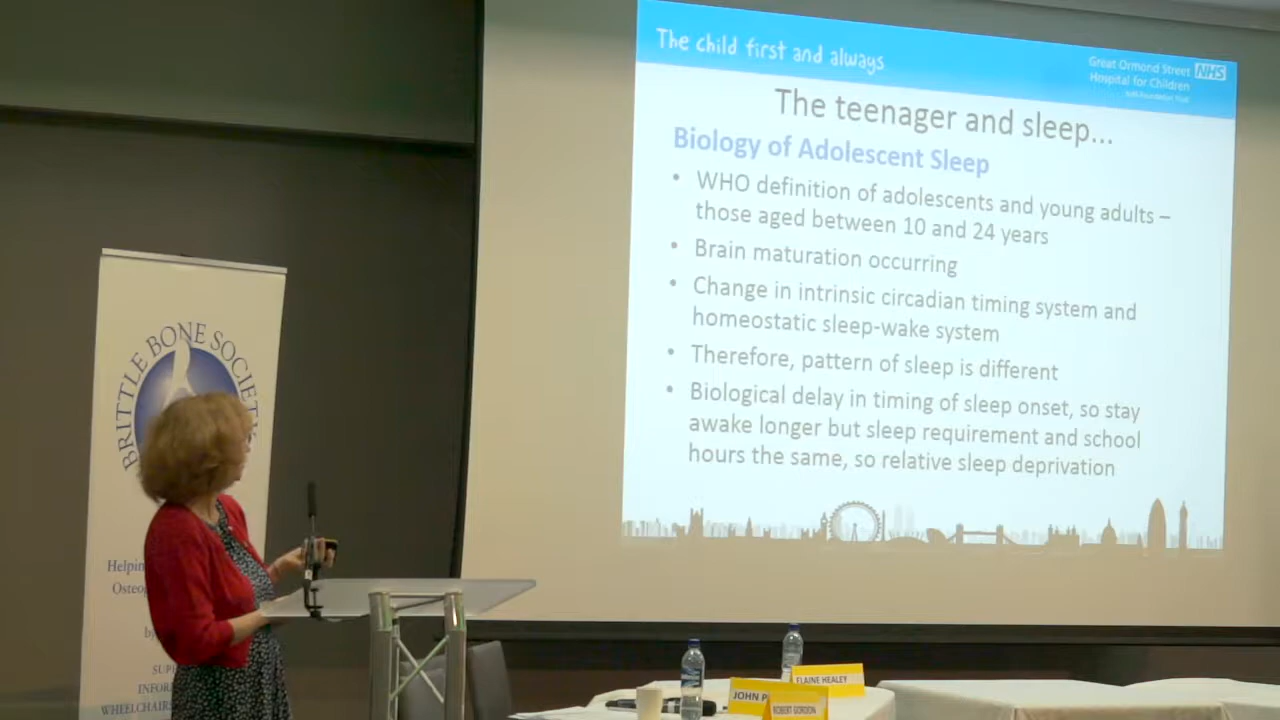 The child first and always
Great Ormond Street NHS
Hospital for Children
NHS Foundation Trust
The teenager and sleep...
Biology of Adolescent Sleep
• WHO definition of adolescents and young adults –
those aged between 10 and 24 years
• Brain maturation occurring
• Change in intrinsic circadian timing system and
homeostatic sleep-wake system
• Therefore, pattern of sleep is different
• Biological delay in timing of sleep onset, so stay
awake longer but sleep requirement and school
hours the same, so relative sleep deprivation
BRITTLE BONE SOCIETY
ELAINE HEALEY
JOHN
ROBERT GORDON